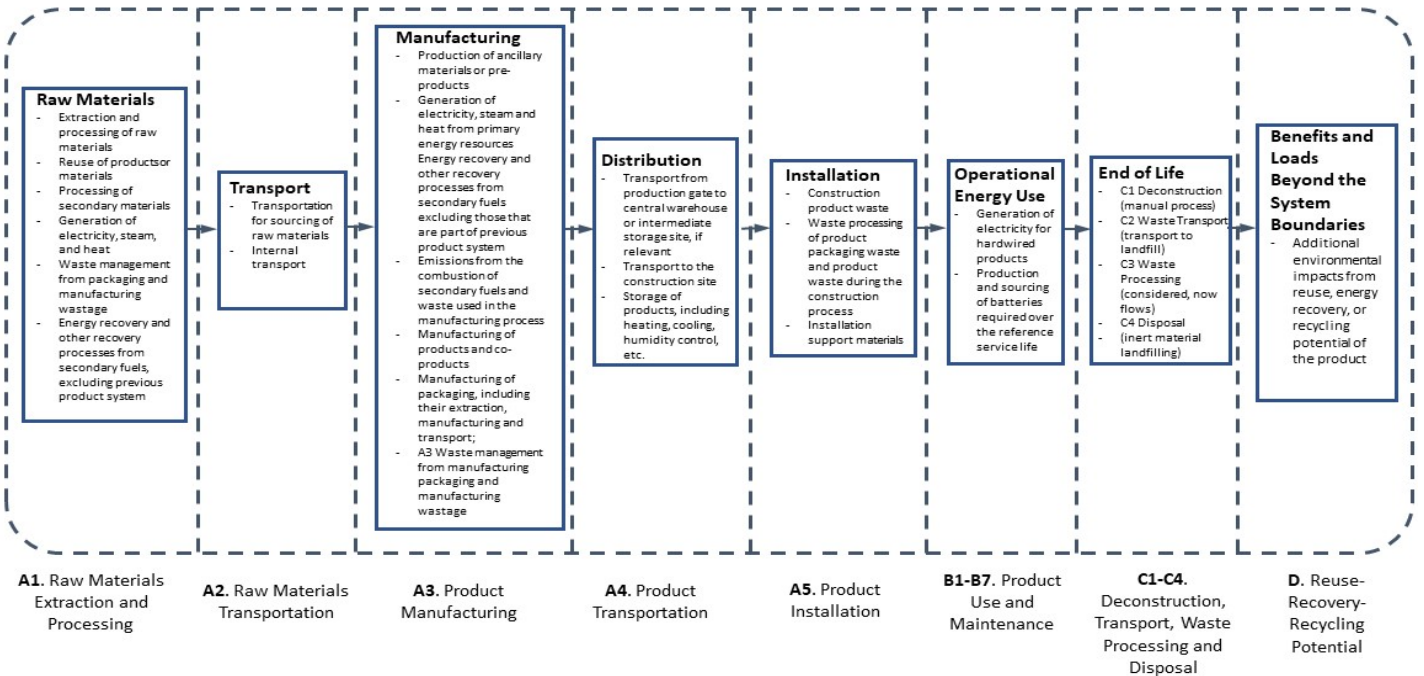 Raw Materials
- Extraction and
processing of raw
materials
- Reuse of productsor
materials
- Processing of
secondary materials
- Generation of
electricity, steam,
and heat
- Waste management
from packaging and
manufacturing
wastage
- Energy recovery and
other recovery
processes from
secondary fuels,
excluding previous
product system
Transport
- Transportation
for sourcing of
raw materials
- Internal
transport
Manufacturing
- Production of ancillary
materials or pre-
products
- Generation of
electricity, steam and
heat from primary
energy resources
Energy recovery and
other recovery
processes from
secondary fuels
excluding those that
are part of previous
product system
- Emissions from the
combustion of
secondary fuels and
waste used in the
manufacturing process
- Manufacturing of
products and co-
products
- Manufacturing of
packaging, including
their extraction,
manufacturing and
transport;
- A3 Waste management
from manufacturing
packaging and
manufacturing
wastage
Distribution
- Transport from
production gate to
central warehouse
or intermediate
storage site, if
relevant
- Transport to the
construction site
- Storage of
products, including
heating, cooling,
humidity control,
etc.
Installation
- Construction
product waste
- Waste processing
of product
packaging waste
and product
waste during the
construction
process
- Installation
support materials
Operational
Energy Use
- Generation of
electricity for
hardwired
products
- Production
and sourcing
of batteries
required over
the reference
service life
End of Life
- C1 Deconstruction
(manual process)
- C2 Waste Transport
- (transport to
landfill)
- C3 Waste
Processing
(considered, now
flows)
- C4 Disposal
- (inert material
landfilling)
Benefits and
Loads
Beyond the
System
Boundaries
- Additional
environmental
impacts from
reuse, energy
recovery, or
recycling
potential of
the product
A1. Raw Materials
Extraction and
Processing
A2. Raw Materials
Transportation
A3. Product
Manufacturing
A4. Product
Transportation
A5. Product
Installation
B1-B7. Product
Use and
Maintenance
C1-C4.
Deconstruction,
Transport, Waste
Processing and
Disposal
D. Reuse-
Recovery-
Recycling
Potential